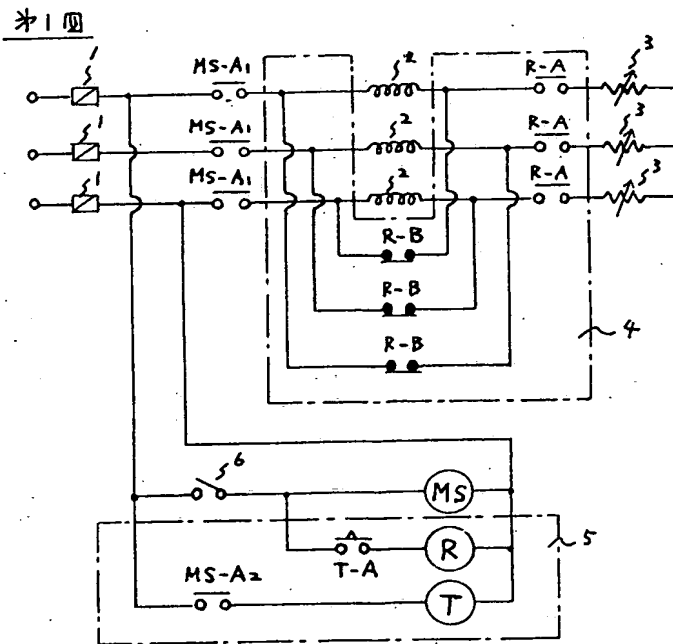 第1図
1 MS-A1 2 R-A 3
1 MS-A1 2 R-A 3
1 MS-A1 2 R-A 3
R-B
R-B
R-B
4
6
MS
5
R
T-A
MS-A2
T